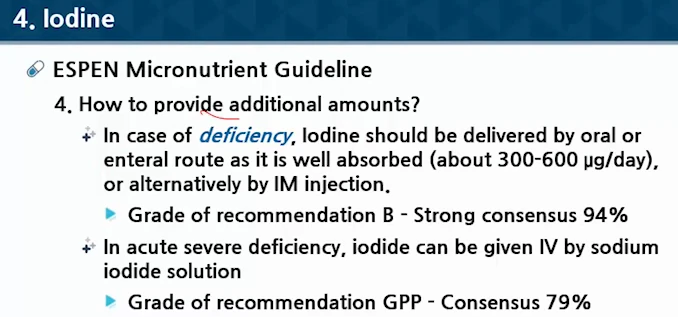 4. Iodine
ESPEN Micronutrient Guideline
4. How to provide additional amounts?
In case of deficiency, Iodine should be delivered by oral or
enteral route as it is well absorbed (about 300-600 μg/day),
or alternatively by IM injection.
Grade of recommendation B - Strong consensus 94%
In acute severe deficiency, iodide can be given IV by sodium
iodide solution
Grade of recommendation GPP - Consensus 79%